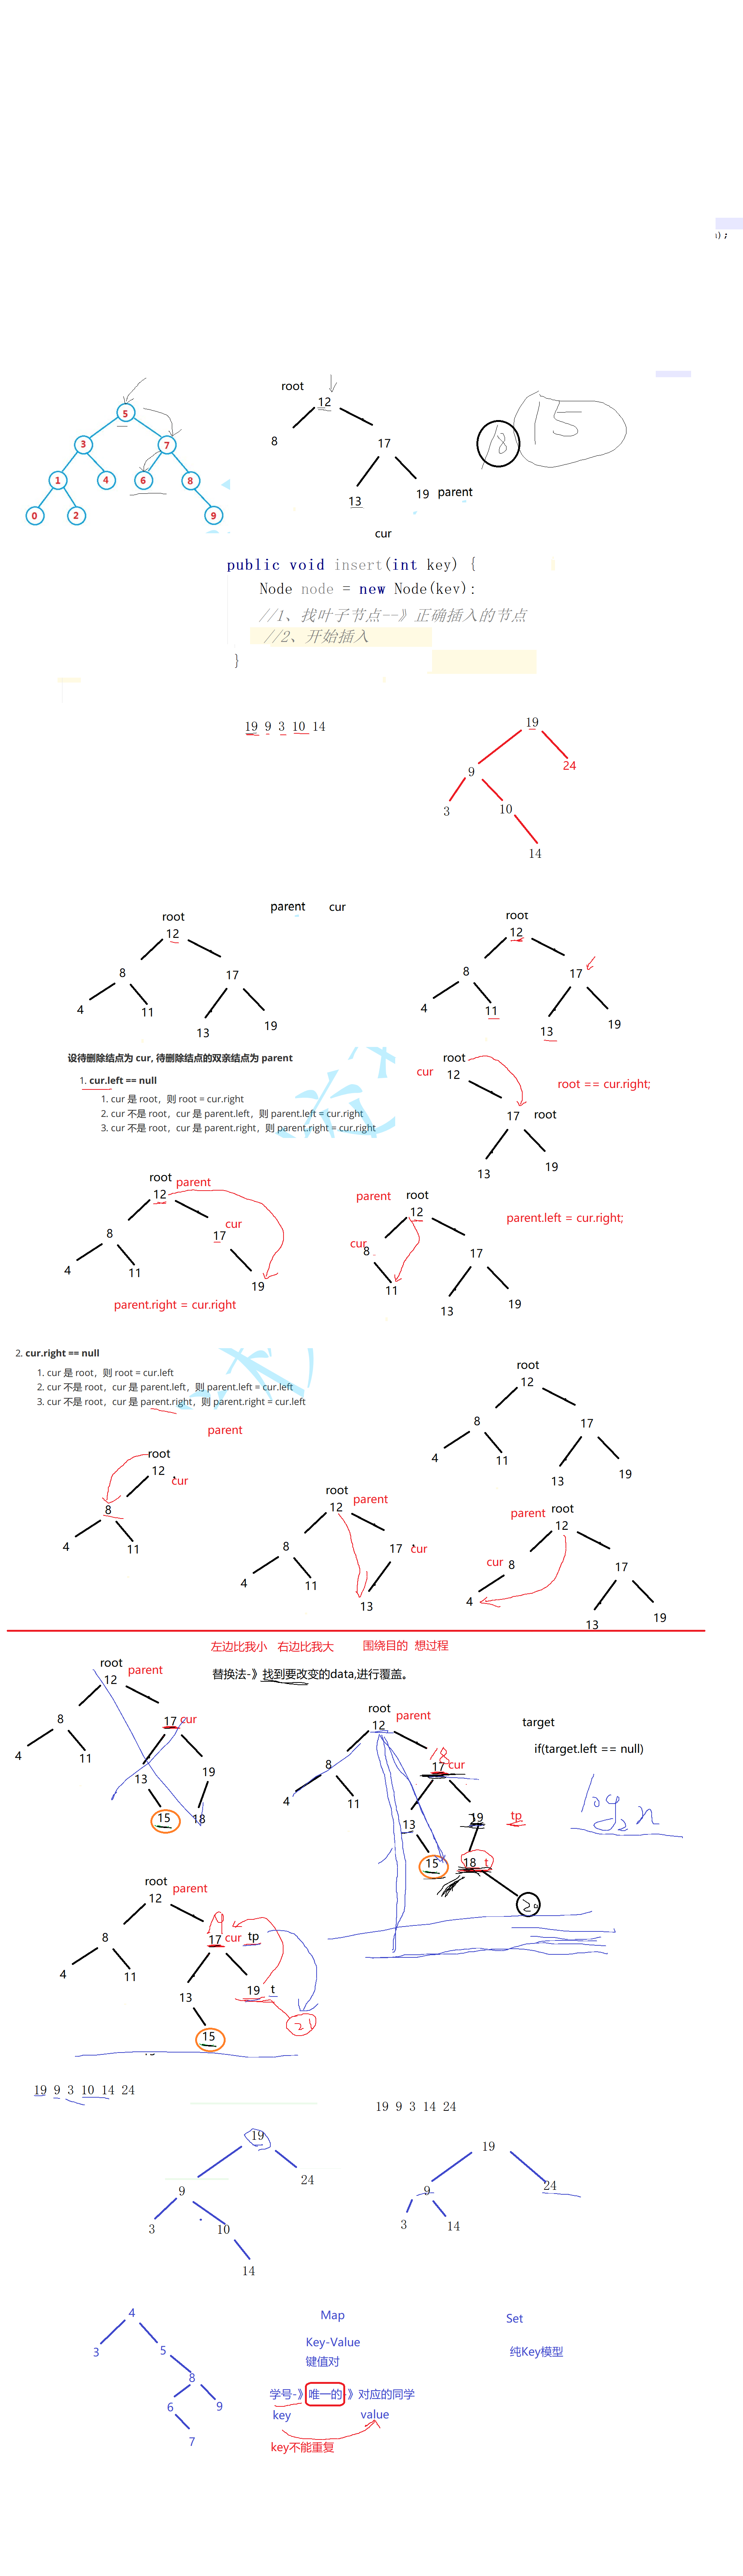 ) ;
root
5
12
18
15
3
7
8
17
1
4
6
8
13
19
parent
0
2
9
cur
public void insert(int key) {
Node node = new Node(key);
//1、找叶子节点--》正确插入的节点
//2、开始插入
}
19 9 3 10 14
19
9
24
3
10
14
parent
cur
root
12
8
17
4
11
13
19
root
12
8
17
4
11
13
19
设待删除结点为 cur, 待删除结点的双亲结点为 parent
1. cur.left == null
1. cur 是 root，则 root = cur.right
2. cur 不是 root，cur 是 parent.left，则 parent.left = cur.right
3. cur 不是 root，cur 是 parent.right，则 parent.right = cur.right
root
cur
12
root == cur.right;
17
root
13
19
root
parent
12
cur
8
17
4
11
19
parent.right = cur.right
parent
root
12
parent.left = cur.right;
cur
8
17
11
13
19
2. cur.right == null
1. cur 是 root，则 root = cur.left
2. cur 不是 root，cur 是 parent.left，则 parent.left = cur.left
3. cur 不是 root，cur 是 parent.right，则 parent.right = cur.left
root
12
8
17
4
11
13
19
parent
root
12
cur
8
4
11
root
12
parent
8
17
cur
4
11
13
parent
root
12
cur
8
17
4
13
19
左边比我小 右边比我大
围绕目的 想过程
替换法-》找到要改变的data,进行覆盖。
root
12
parent
8
17
cur
4
11
13
19
15
18
root
12
parent
18
8
17
cur
4
11
13
19
tp
15
18
t
20
target
if(target.left == null)
log2n
root
12
parent
8
17
cur
tp
4
11
13
19
t
15
21
19 9 3 10 14 24
19 9 3 14 24
19
9
24
3
10
14
19
9
24
3
14
4
3
5
8
6
9
7
Map
Set
Key-Value
键值对
纯Key模型
学号-》唯一的-》对应的同学
key
value
key不能重复